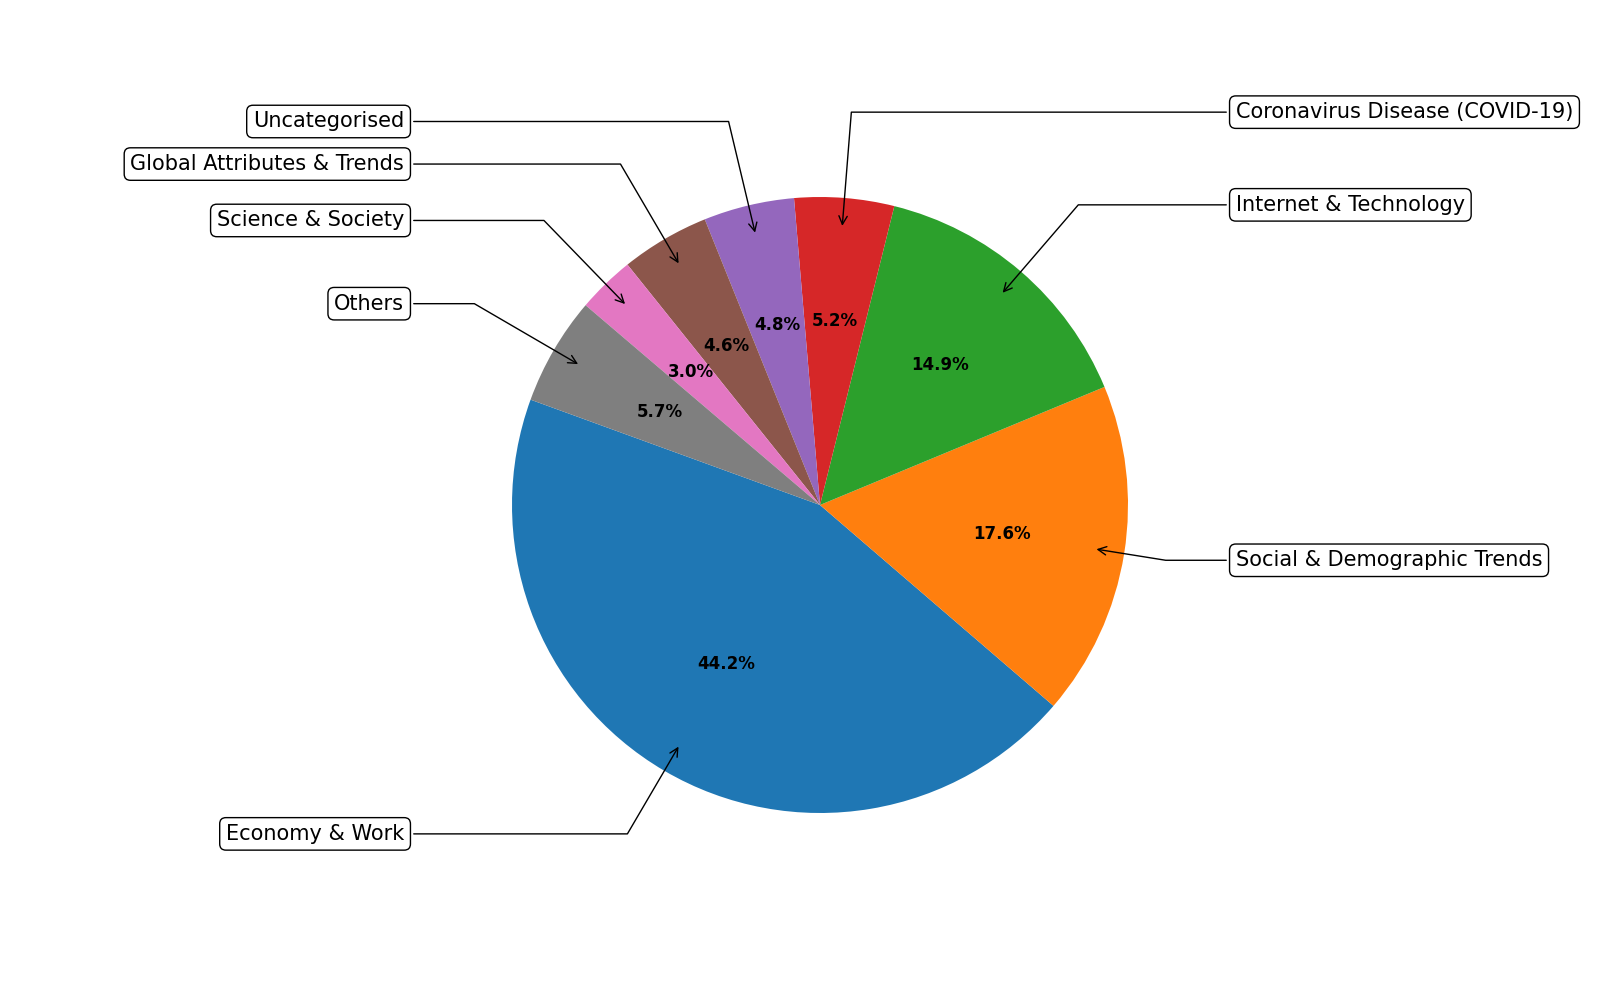 Coronavirus Disease (COVID-19)
Uncategorised
Global Attributes & Trends
Internet & Technology
Science & Society
Others
5.2%
4.8%
4.6%
14.9%
3.0%
5.7%
17.6%
Social & Demographic Trends
44.2%
Economy & Work